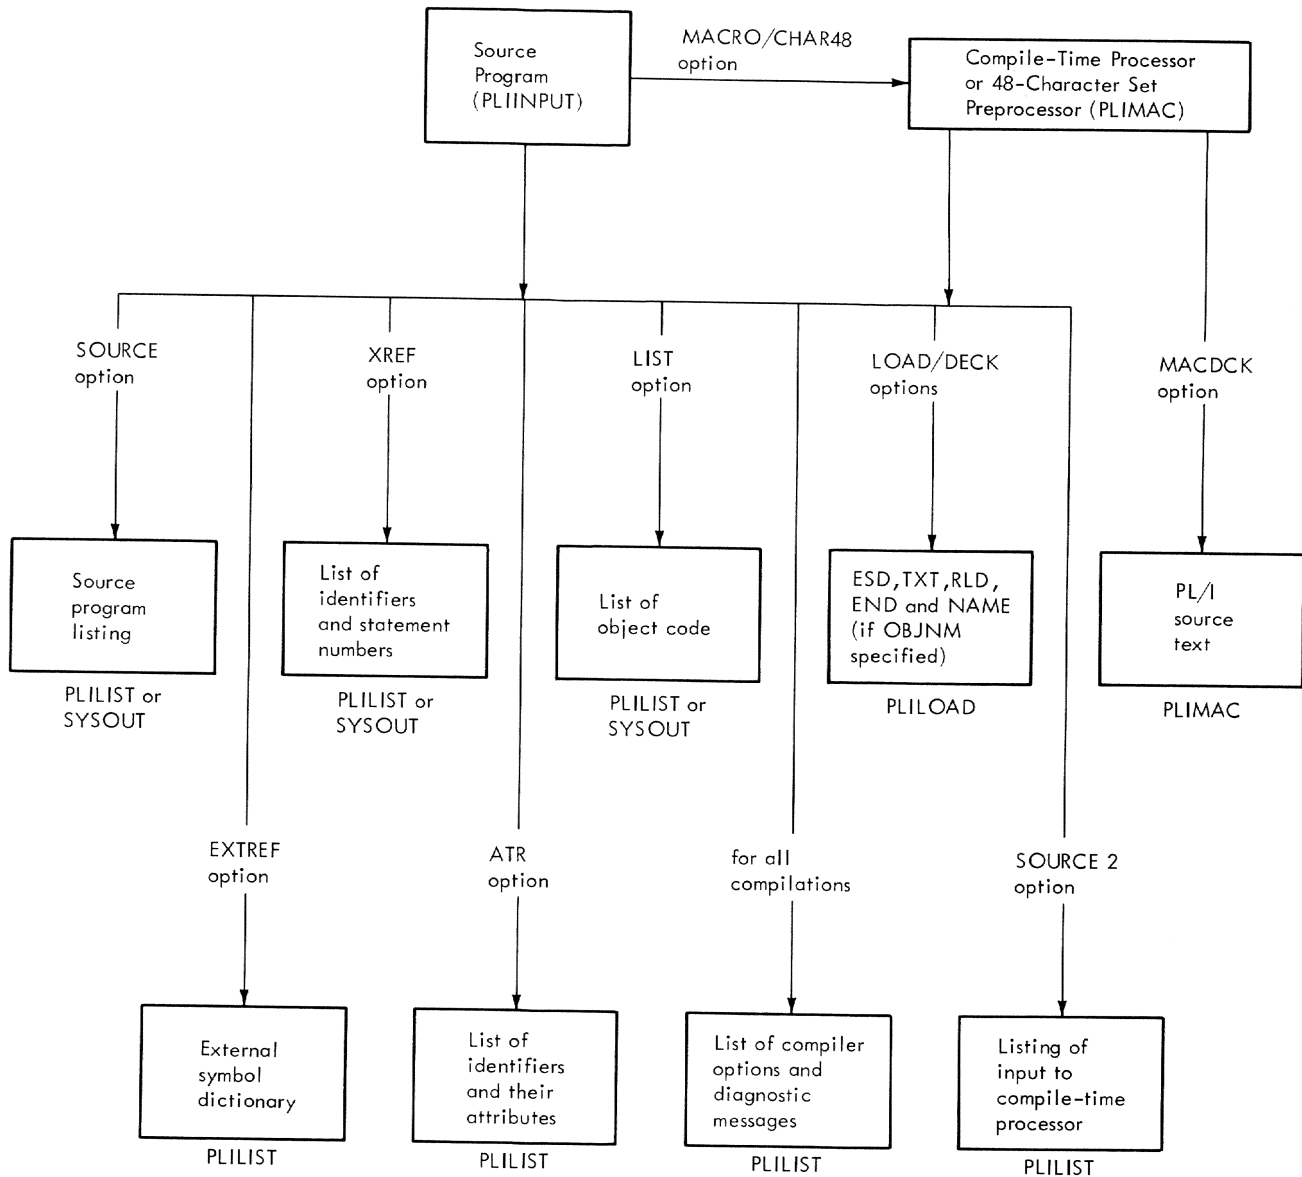 Source
Program
(PLIINPUT)
MACRO/CHAR48
option
Compile-Time Processor
or 48-Character Set
Preprocessor (PLIMAC)
SOURCE
option
XREF
option
LIST
option
LOAD/DECK
options
MACDCK
option
Source
program
listing
PLILIST or
SYSOUT
List of
identifiers
and statement
numbers
PLILIST or
SYSOUT
List of
object code
PLILIST or
SYSOUT
ESD,TXT,RLD,
END and NAME
(if OBJNM
specified)
PLILOAD
PL/I
source
text
PLIMAC
EXTREF
option
ATR
option
for all
compilations
SOURCE 2
option
External
symbol
dictionary
PLILIST
List of
identifiers
and their
attributes
PLILIST
List of compiler
options and
diagnostic
messages
PLILIST
Listing of
input to
compile-time
processor
PLILIST